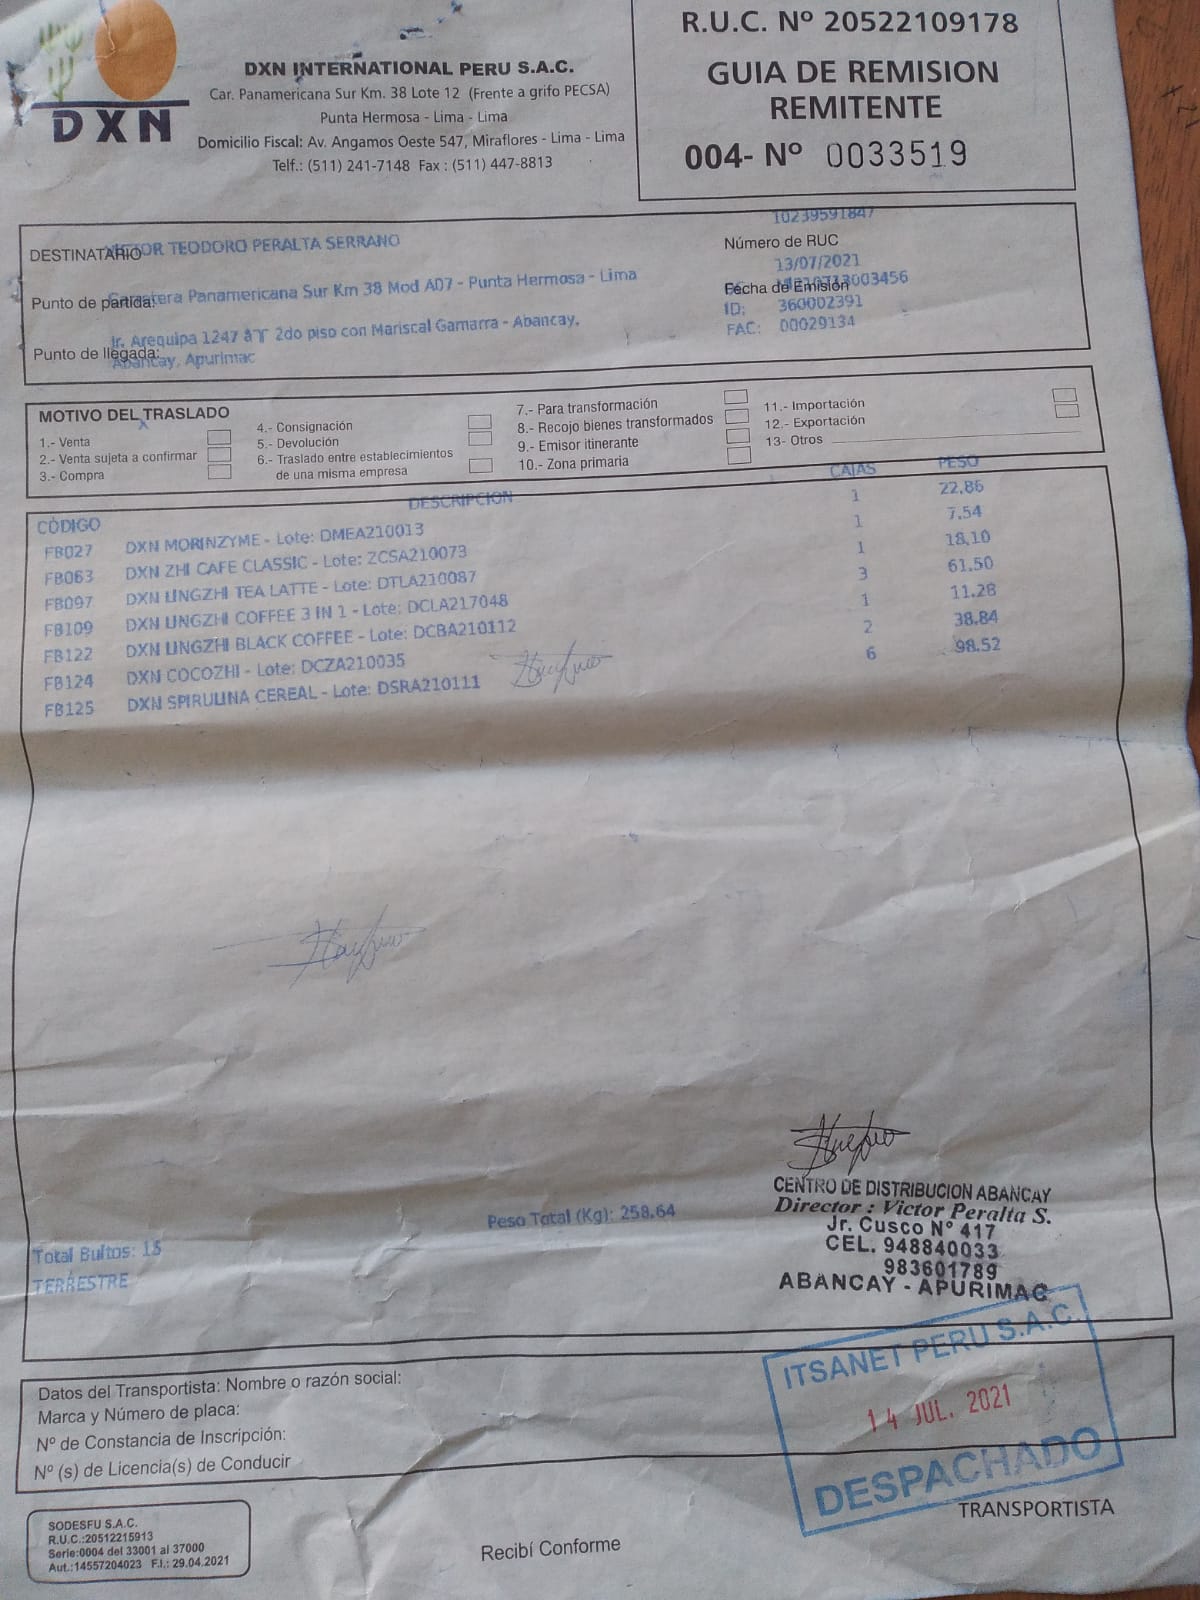 DXN
DXN INTERNATIONAL PERU S.A.C.
Car. Panamericana Sur Km. 38 Lote 12 (Frente a grifo PECSA)
Punta Hermosa - Lima - Lima
Domicilio Fiscal: Av. Angamos Oeste 547, Miraflores - Lima - Lima
Telf.: (511) 241-7148 Fax : (511) 447-8813
R.U.C. Nº 20522109178
GUIA DE REMISION
REMITENTE
004- Nº 0033519
DESTINATARIO TEODORO PERALTA SERRANO
10239591847
Número de RUC
Punto de partida: Panamericana Sur Km 38 Mod A07 - Punta Hermosa - Lima
13/07/2021
Fecha de Emisión 3003456
ID: 360002391
FAC: 00029134
Jr. Arequipa 1247 2do piso con Mariscal Gamarra - Abancay,
Punto de llegada: Abancay, Apurimac
MOTIVO DEL TRASLADO
1.- Venta
2.- Venta sujeta a confirmar
3.- Compra
4.- Consignación
5.- Devolución
6.- Traslado entre establecimientos
de una misma empresa
7.- Para transformación
8.- Recojo bienes transformados
9.- Emisor itinerante
10.- Zona primaria
11.- Importación
12.- Exportación
13- Otros
CÓDIGO DESCRIPCION CAJAS PESO
FB027 DXN MORINZYME - Lote: DMEA210013 1 22.86
FB063 DXN ZHI CAFE CLASSIC - Lote: ZCSA210073 1 7.54
FB097 DXN LINGZHI TEA LATTE - Lote: DTLA210087 1 18.10
FB109 DXN LINGZHI COFFEE 3 IN 1 - Lote: DCLA217048 3 61.50
FB122 DXN LINGZHI BLACK COFFEE - Lote: DCBA210112 1 11.28
FB124 DXN COCOZHI - Lote: DCZA210035 2 38.84
FB125 DXN SPIRULINA CEREAL - Lote: DSRA210111 6 98.52
Peso Total (Kg): 258.64
Total Bultos: 15
TERRESTRE
CENTRO DE DISTRIBUCION ABANCAY
Director : Victor Peralta S.
Jr. Cusco Nº 417
CEL. 948840033
983601789
ABANCAY - APURIMAC
Datos del Transportista: Nombre o razón social:
Marca y Número de placa:
Nº de Constancia de Inscripción:
Nº (s) de Licencia(s) de Conducir
ITSANET PERU S.A.C.
14 JUL. 2021
DESPACHADO
TRANSPORTISTA
SODESFU S.A.C.
R.U.C.:20512215913
Serie:0004 del 33001 al 37000
Aut.:14557204023 F.I.: 29.04.2021
Recibí Conforme